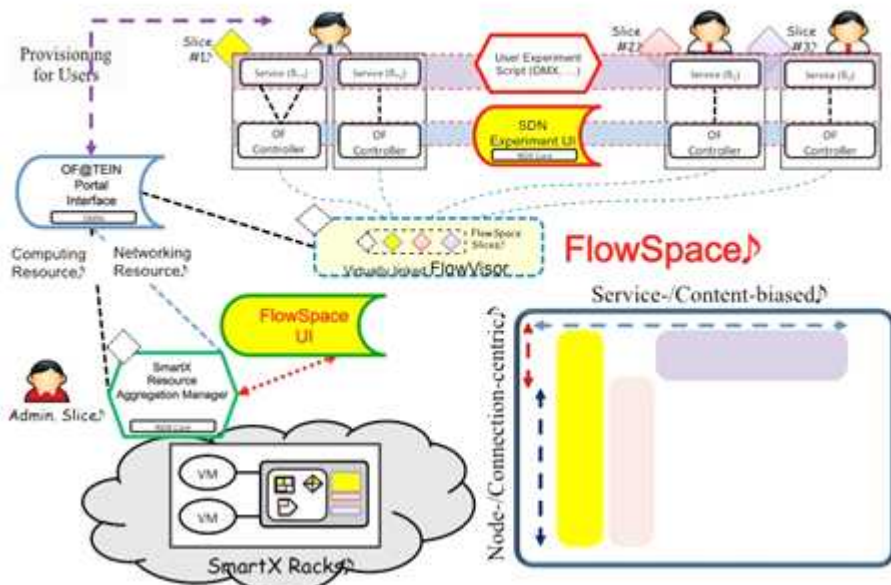 Provisioning
for Users
Slice
#1♪
Slice
#2♪
Slice
#3♪
Service
Service
User Experiment
Script (DMX, ...)
Service
Service
OF
Controller
OF
Controller
SDN
Experiment UI
OF
Controller
OF
Controller
OF@TEIN
Portal
Interface
FlowSpace
Slices♪
Virtually linked FlowVisor
FlowSpace♪
Computing
Resource♪
Networking
Resource♪
Service-/Content-biased♪
Node-/Connection-centric♪
FlowSpace
UI
SmartX
Resource
Aggregation Manager
Admin. Slice♪
VM
VM
SmartX Racks♪